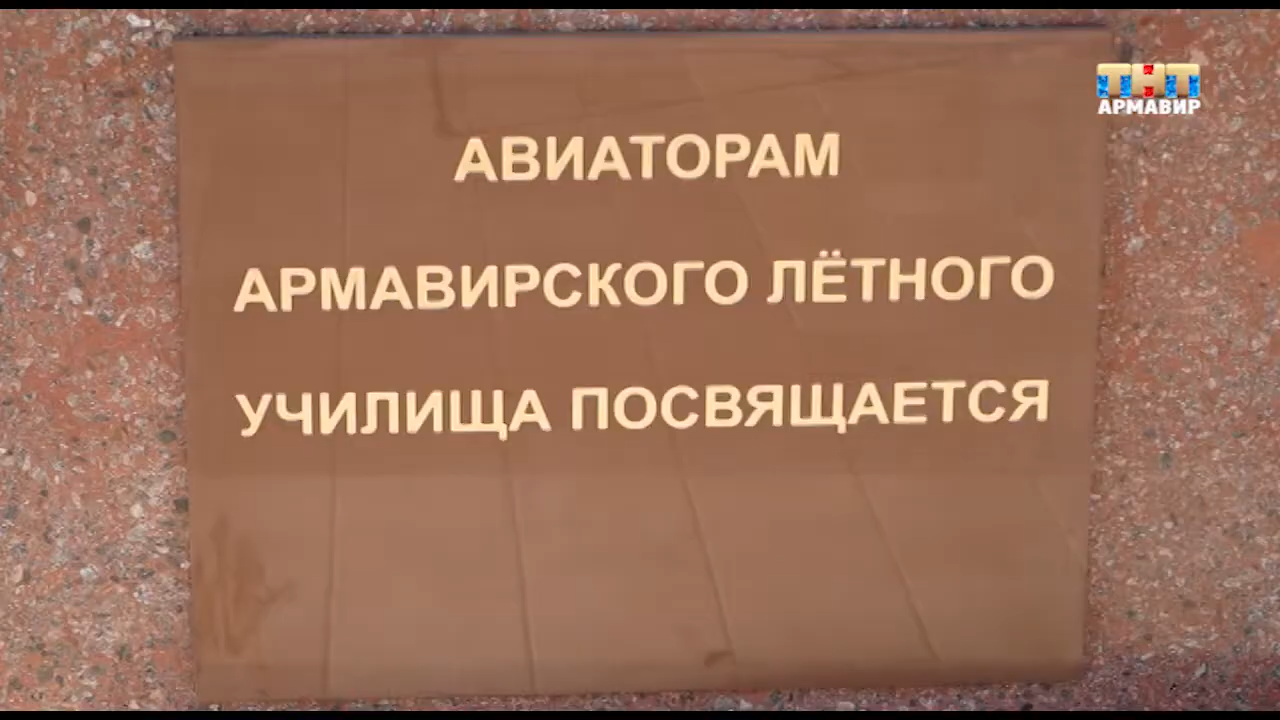 ТНТ
АРМАВИР
АВИАТОРАМ
АРМАВИРСКОГО ЛЁТНОГО
УЧИЛИЩА ПОСВЯЩАЕТСЯ